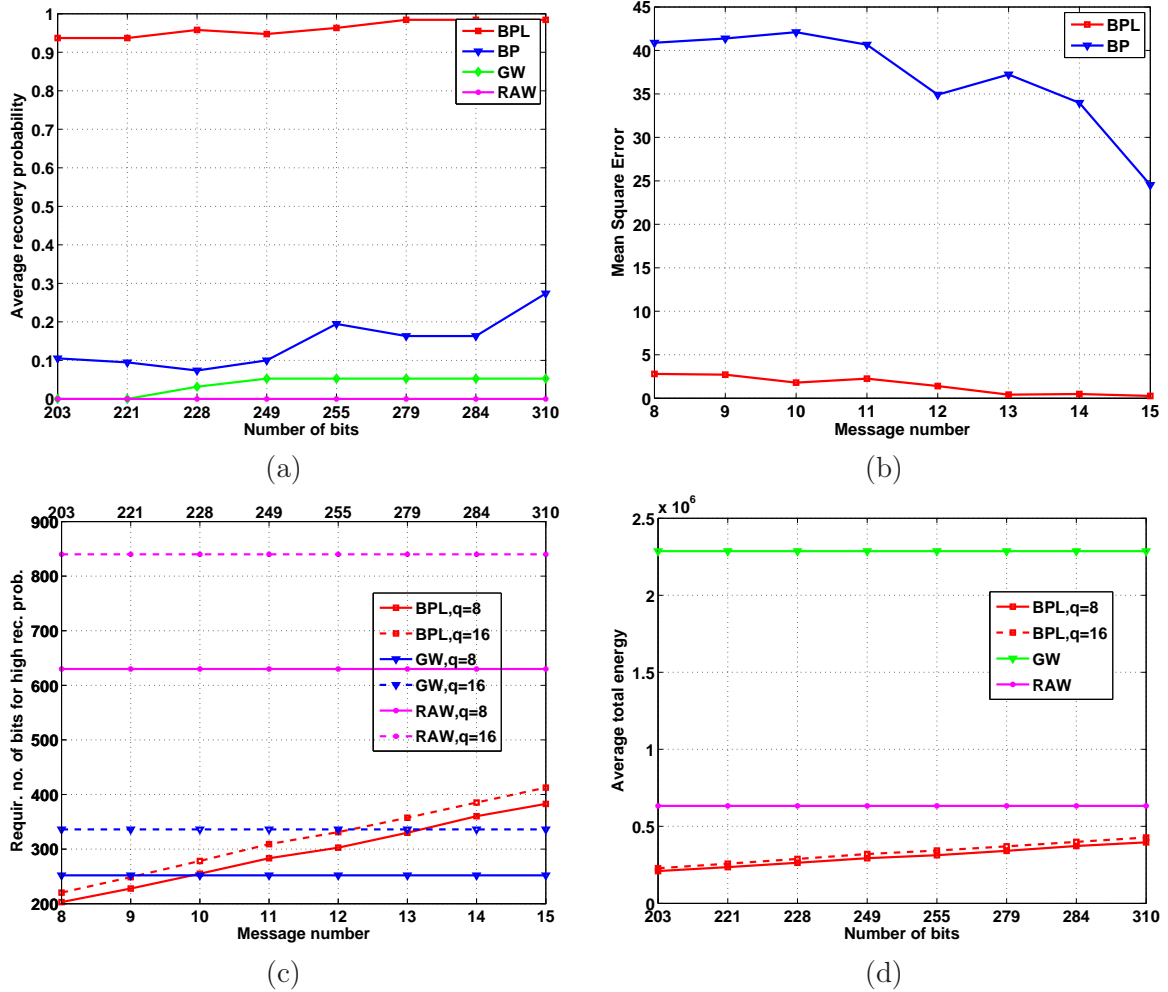 1
0.9
0.8
0.7
0.6
0.5
0.4
0.3
0.2
0.1
0
Average recovery probability
BPL
BP
GW
RAW
203 221 228 249 255 279 284 310
Number of bits
(a)
45
40
35
30
25
20
15
10
5
0
Mean Square Error
BPL
BP
8 9 10 11 12 13 14 15
Message number
(b)
203 221 228 249 255 279 284 310
900
800
700
600
500
400
300
200
Requir. no. of bits for high rec. prob.
BPL,q=8
BPL,q=16
GW,q=8
GW,q=16
RAW,q=8
RAW,q=16
8 9 10 11 12 13 14 15
Message number
(c)
x 10^6
2.5
2
1.5
1
0.5
0
Average total energy
BPL,q=8
BPL,q=16
GW
RAW
203 221 228 249 255 279 284 310
Number of bits
(d)